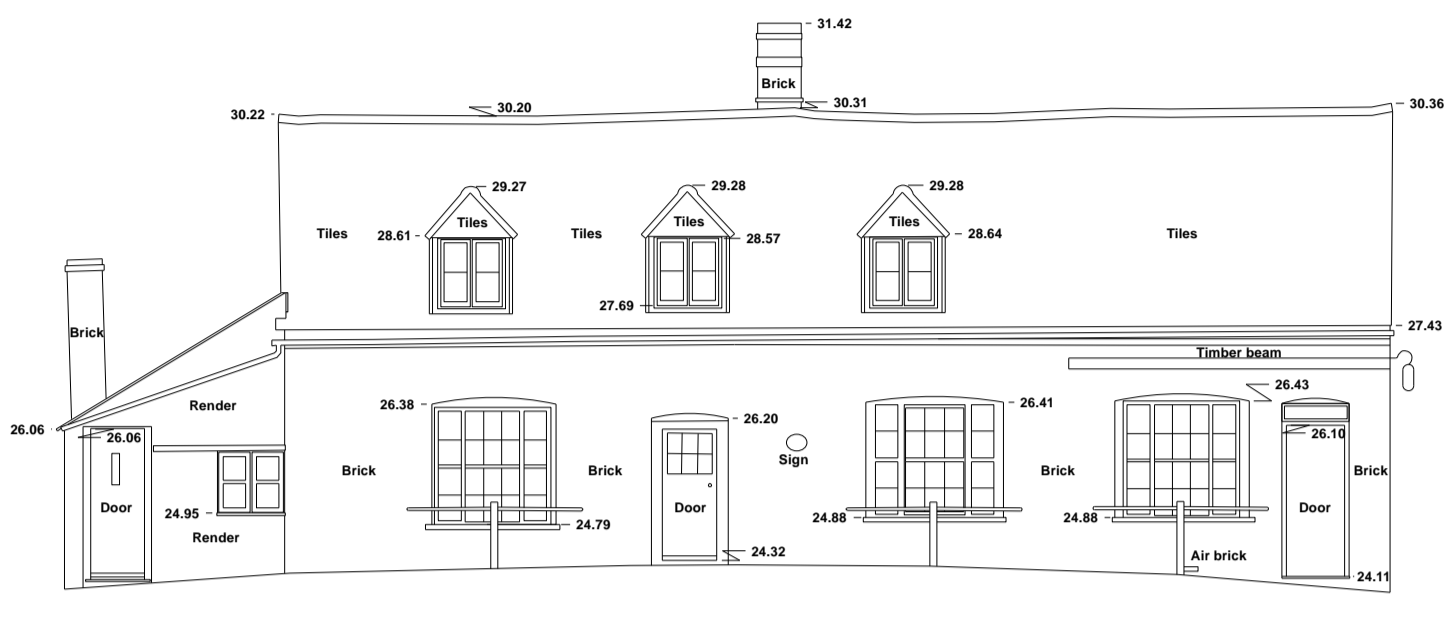 31.42
Brick
30.22
30.20
30.31
30.36
29.27
29.28
29.28
Tiles
Tiles
Tiles
Tiles
28.61
Tiles
28.57
28.64
Tiles
27.69
Brick
27.43
Timber beam
26.43
Render
26.38
26.41
26.20
26.06
26.06
26.10
Sign
Brick
Brick
Brick
Brick
Door
24.95
Door
Door
24.79
24.88
24.88
Render
24.32
Air brick
24.11